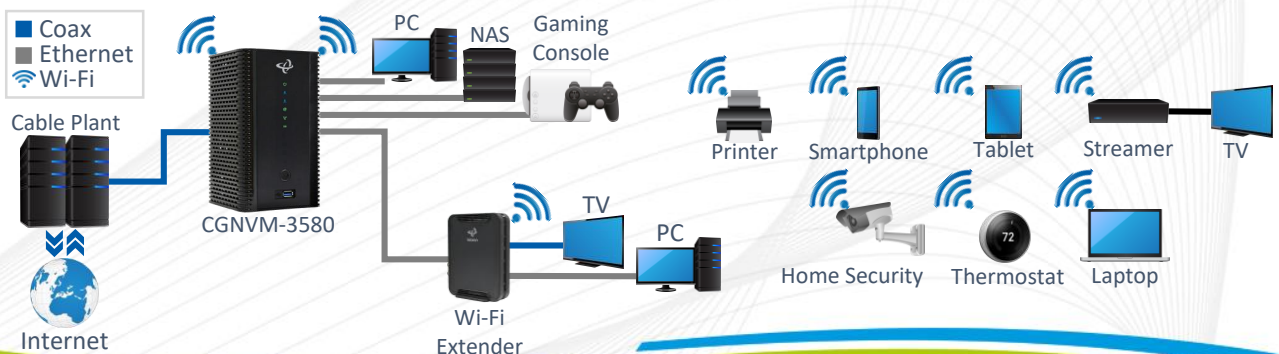 Coax
Ethernet
Wi-Fi
Cable Plant
Internet
CGNVM-3580
PC
NAS
Gaming
Console
Wi-Fi
Extender
TV
PC
Printer
Smartphone
Tablet
Streamer
TV
Home Security
72
Thermostat
Laptop